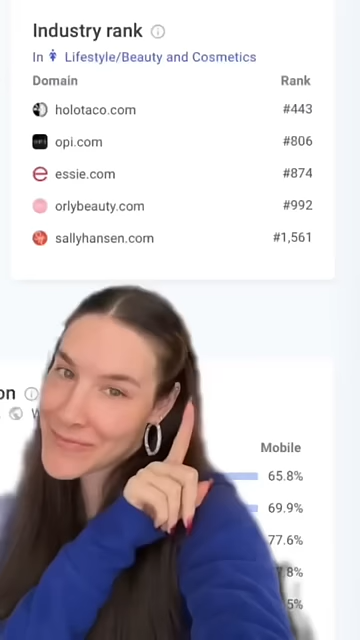 Industry rank
In Lifestyle/Beauty and Cosmetics
Domain Rank
holotaco.com #443
opi.com #806
essie.com #874
orlybeauty.com #992
sallyhansen.com #1,561
on
Mobile
65.8%
69.9%
77.6%